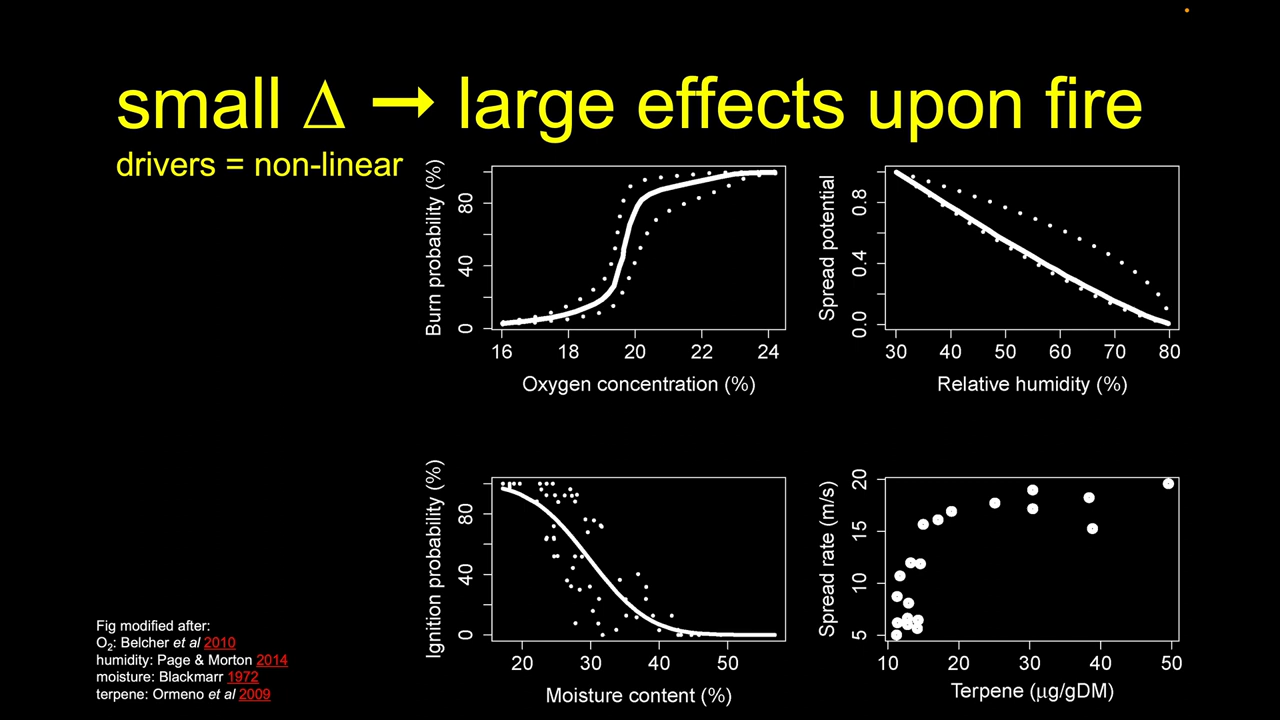 small Δ → large effects upon fire
drivers = non-linear
Burn probability (%)
0 40 80
16 18 20 22 24
Oxygen concentration (%)
Spread potential
0.0 0.4 0.8
30 40 50 60 70 80
Relative humidity (%)
Ignition probability (%)
0 40 80
20 30 40 50
Moisture content (%)
Spread rate (m/s)
5 10 15 20
10 20 30 40 50
Terpene (μg/gDM)
Fig modified after:
O₂: Belcher et al 2010
humidity: Page & Morton 2014
moisture: Blackmarr 1972
terpene: Ormeno et al 2009